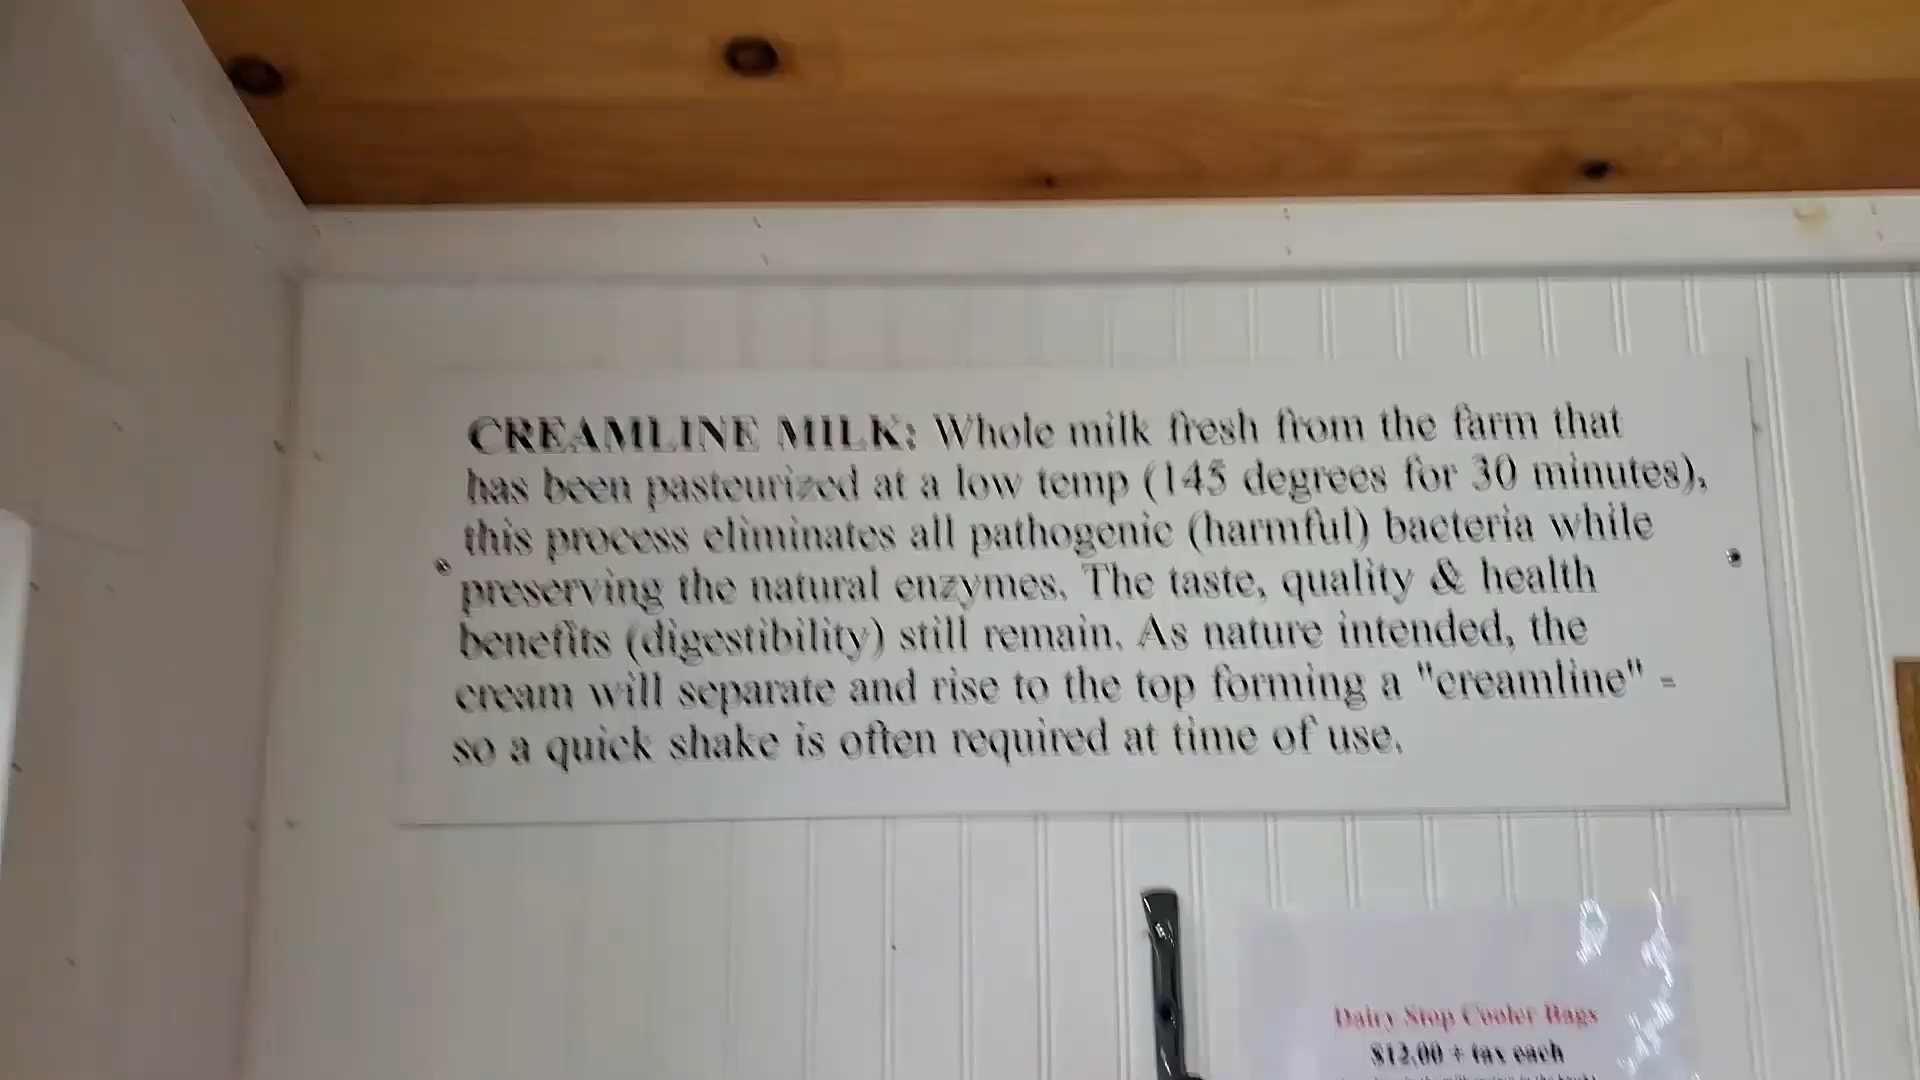 CREAMLINE MILK: Whole milk fresh from the farm that
has been pasteurized at a low temp (145 degrees for 30 minutes),
this process eliminates all pathogenic (harmful) bacteria while
preserving the natural enzymes. The taste, quality & health
benefits (digestibility) still remain. As nature intended, the
cream will separate and rise to the top forming a "creamline" -
so a quick shake is often required at time of use.
Dairy Stop Cooler Bags
$12.00 + tax each